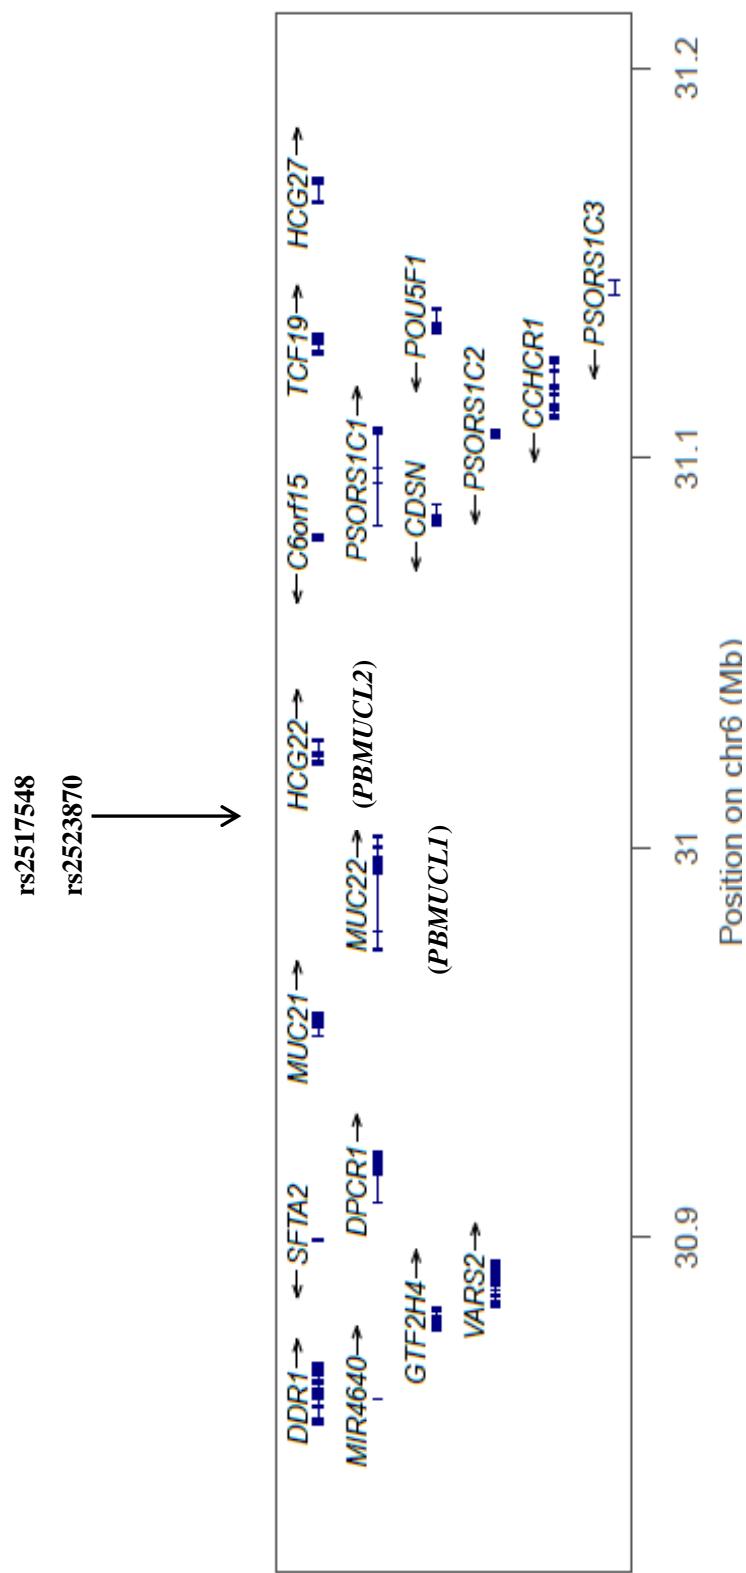 rs2517548
rs2523870
DDR1→ ←SFTA2 MUC21→ HCG22→ ←C6orf15 TCF19→ HCG27→
MIR4640→ DPCR1→ MUC22→ (PBMUCL2) PSORS1C1→
GTF2H4→ (PBMUCL1) ←CDSN ←POU5F1
VARS2→ ←PSORS1C2
←CCHCR1
←PSORS1C3
30.9 31 31.1 31.2
Position on chr6 (Mb)